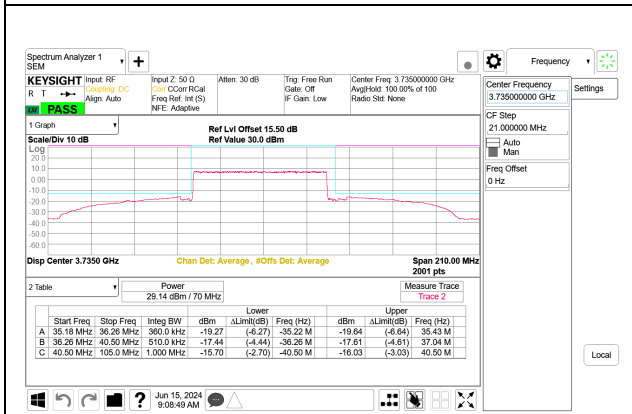 Spectrum Analyzer 1
SEM
Frequency
KEYSIGHT
R T
PASS
Input: RF
Coupling: DC
Align: Auto
Input Z: 50 Ω
Corr CCorr RCal
Freq Ref: Int (S)
NFE: Adaptive
Atten: 30 dB
Trig: Free Run
Gate: Off
IF Gain: Low
Center Freq: 3.735000000 GHz
Avg|Hold: 100.00% of 100
Radio Std: None
Center Frequency
3.735000000 GHz
Settings
CF Step
21.000000 MHz
Auto
Man
Freq Offset
0 Hz
Local
1 Graph
Scale/Div 10 dB
Ref Lvl Offset 15.50 dB
Ref Value 30.0 dBm
Log
20.0
10.0
0.00
-10.0
-20.0
-30.0
-40.0
-50.0
-60.0
Disp Center 3.7350 GHz
Chan Det: Average, #Offs Det: Average
Span 210.00 MHz
2001 pts
2 Table
Power
29.14 dBm / 70 MHz
Measure Trace
Trace 2
Lower Upper
Start Freq Stop Freq Integ BW dBm ΔLimit(dB) Freq (Hz) dBm ΔLimit(dB) Freq (Hz)
A 35.18 MHz 36.26 MHz 360.0 kHz -19.27 (-6.27) -35.22 M -19.64 (-6.64) 35.43 M
B 36.26 MHz 40.50 MHz 510.0 kHz -17.44 (-4.44) -36.26 M -17.61 (-4.61) 37.04 M
C 40.50 MHz 105.0 MHz 1.000 MHz -15.70 (-2.70) -40.50 M -16.03 (-3.03) 40.50 M
?
Jun 15, 2024
9:08:49 AM